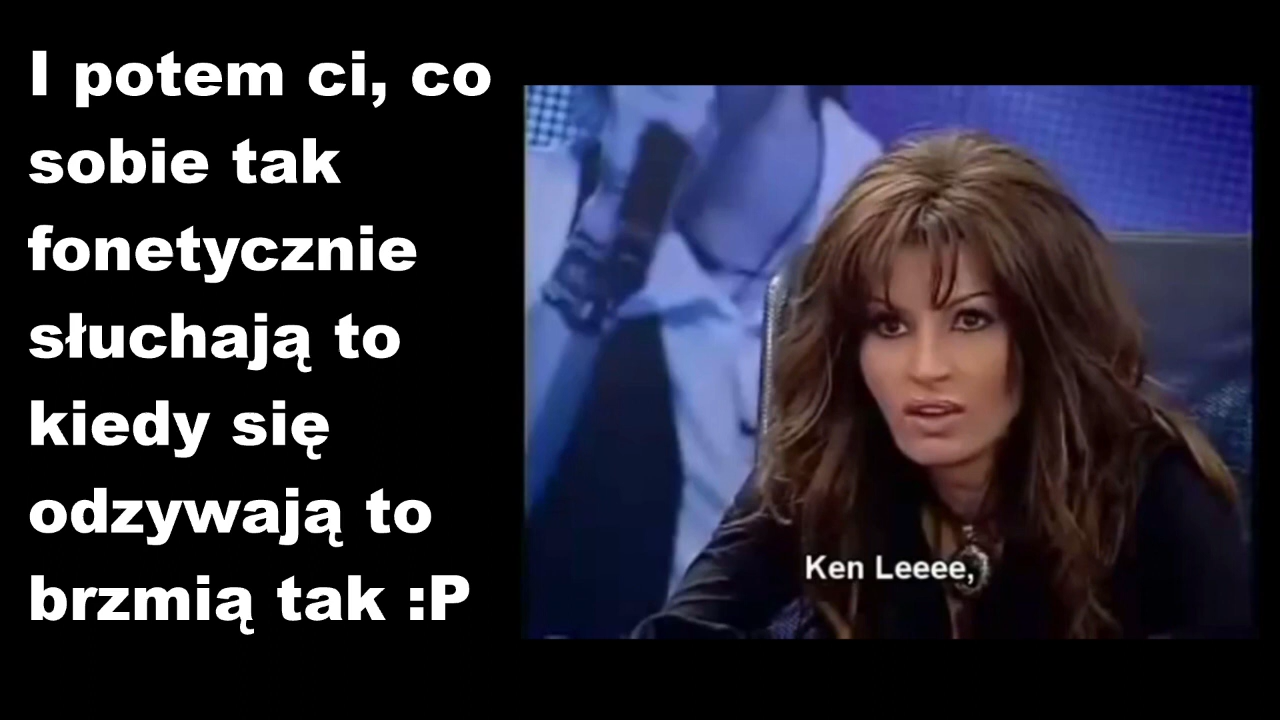 I potem ci, co
sobie tak
fonetycznie
słuchają to
kiedy się
odzywają to
brzmią tak :P
Ken Leeee,